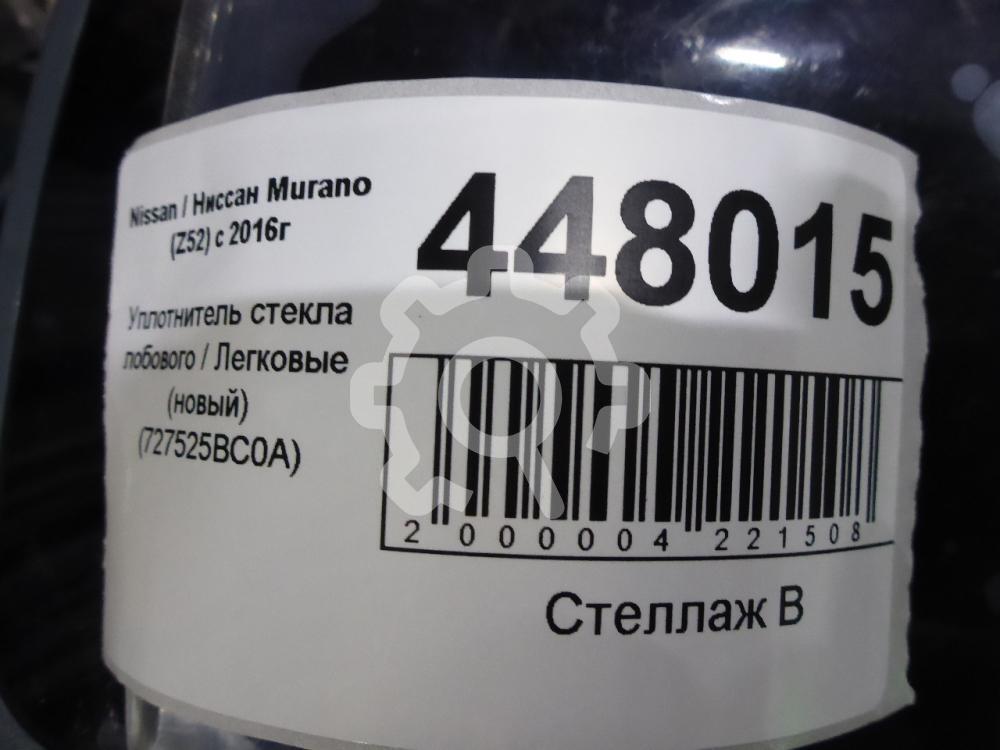 Nissan / Ниссан Murano
(Z52) с 2016г
Уплотнитель стекла
лобового / Легковые
(новый)
(727525BC0A)
448015
2 000004 221508
Стеллаж В